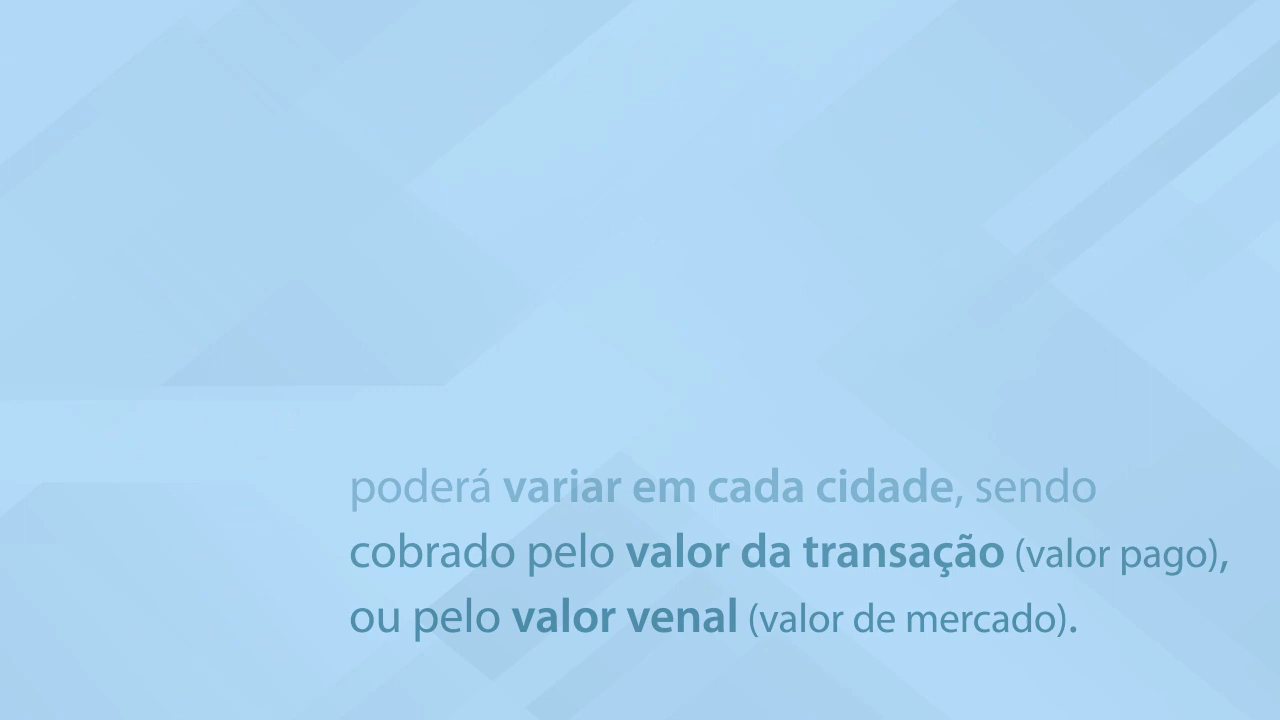 poderá variar em cada cidade, sendo
cobrado pelo valor da transação (valor pago),
ou pelo valor venal (valor de mercado).